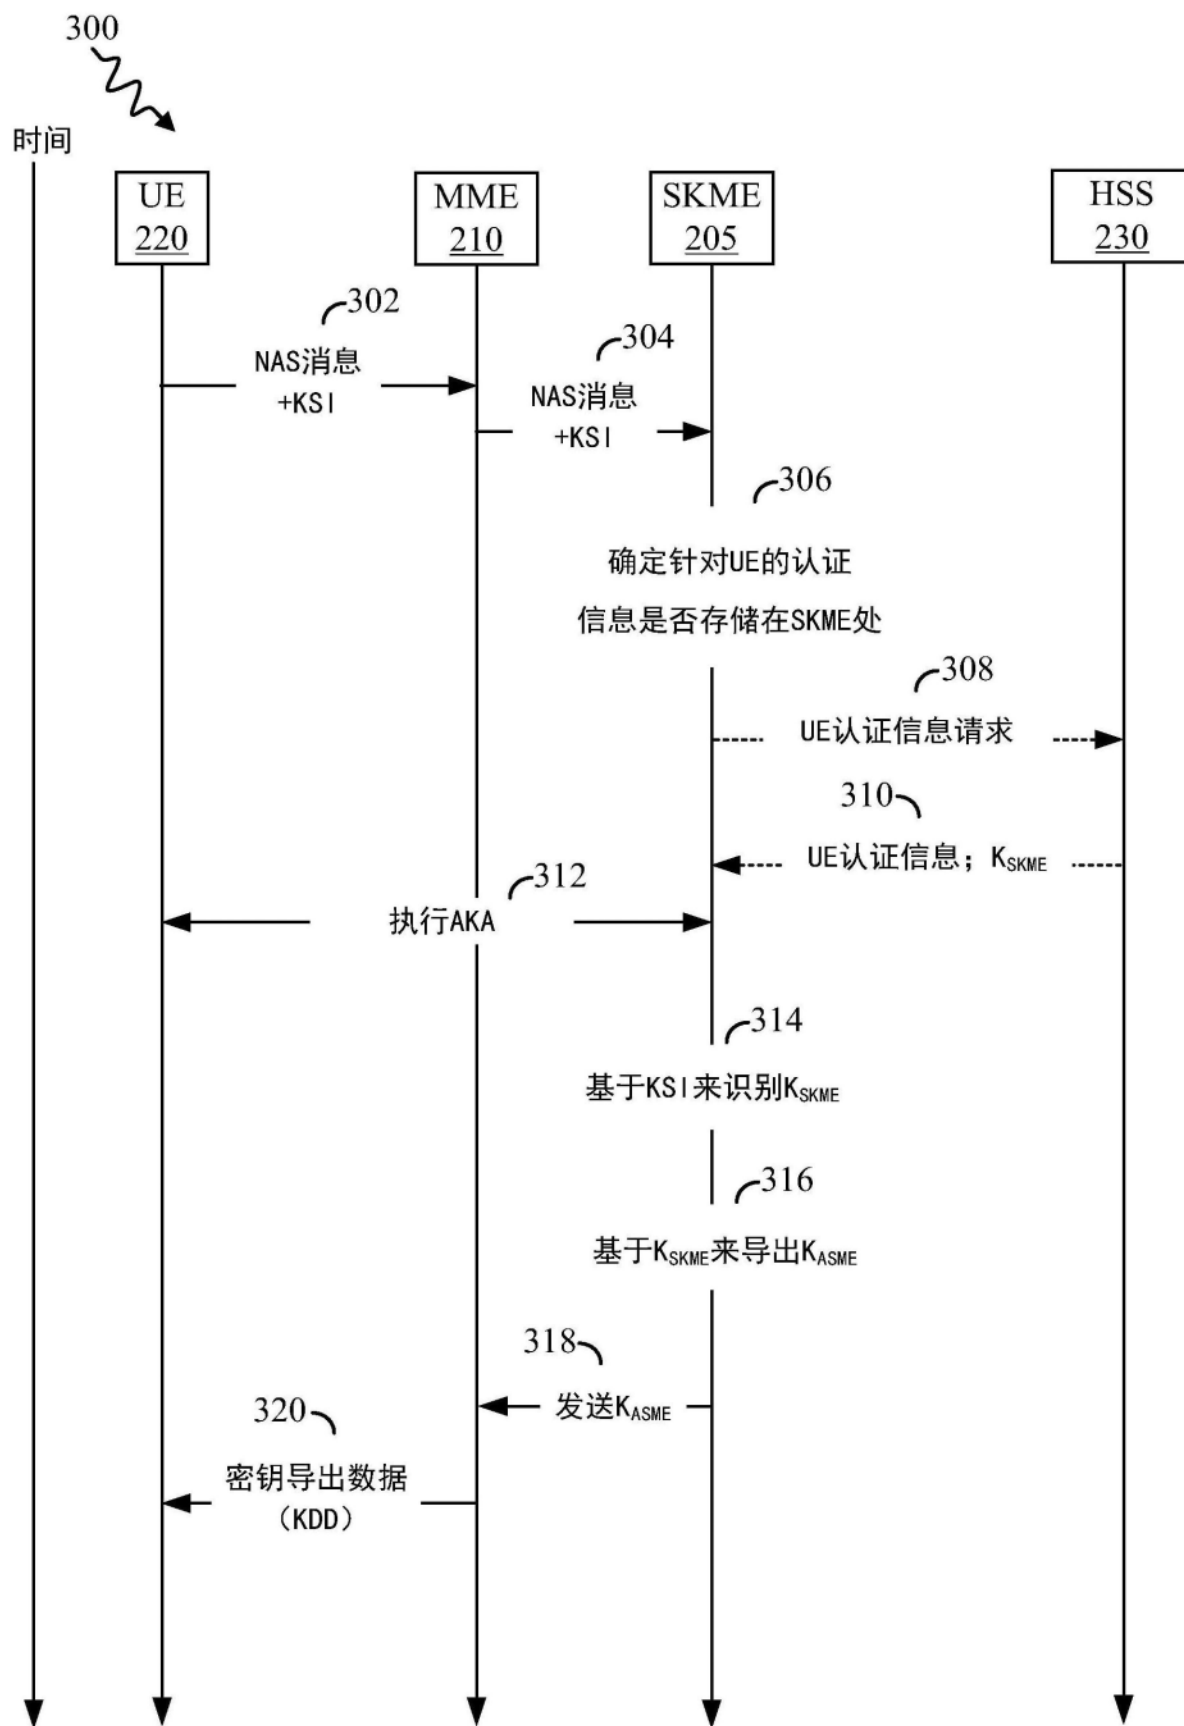 300
时间
UE
220
MME
210
SKME
205
HSS
230
302
NAS消息
+KSI
304
NAS消息
+KSI
306
确定针对UE的认证
信息是否存储在SKME处
308
UE认证信息请求
310
UE认证信息；KSKME
312
执行AKA
314
基于KSI来识别KSKME
316
基于KSKME来导出KASME
318
发送KASME
320
密钥导出数据
（KDD）